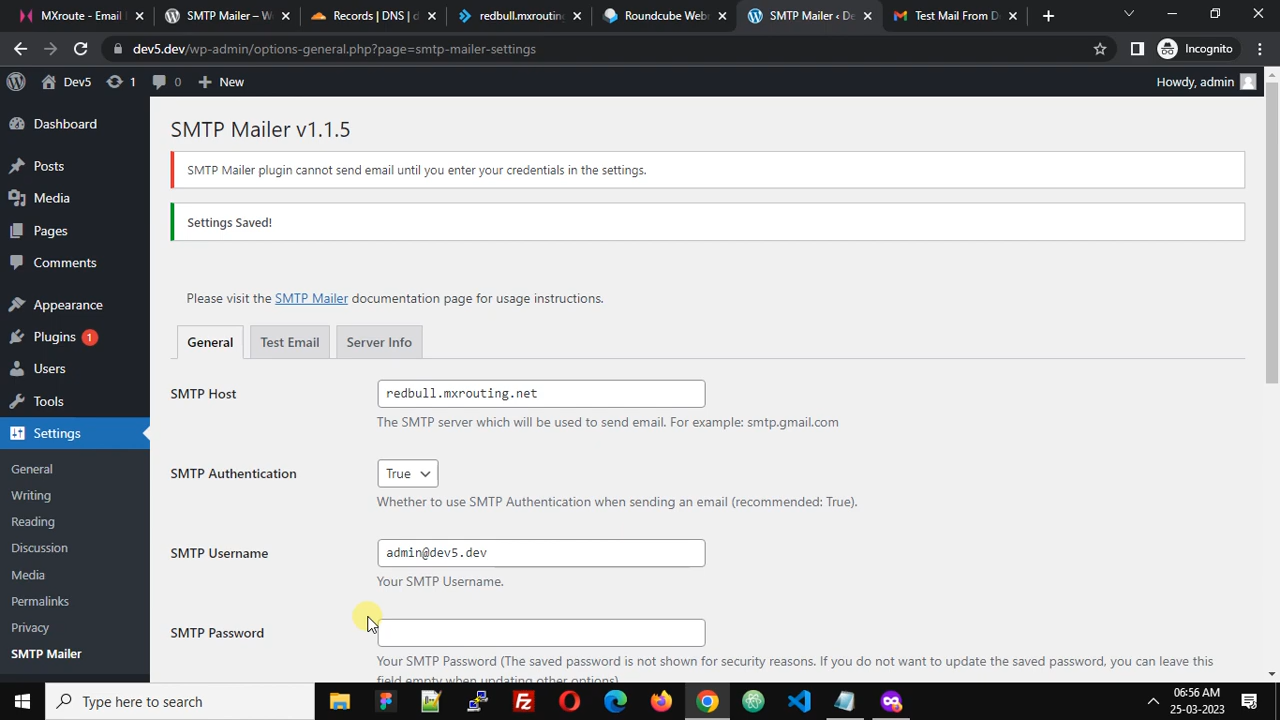 MXroute - Email
SMTP Mailer – W
Records | DNS | d
redbull.mxrouting
Roundcube Webm
SMTP Mailer ‹ De
Test Mail From D
dev5.dev/wp-admin/options-general.php?page=smtp-mailer-settings
Incognito
Dev5
1
0
New
Howdy, admin
Dashboard
Posts
Media
Pages
Comments
Appearance
Plugins 1
Users
Tools
Settings
General
Writing
Reading
Discussion
Media
Permalinks
Privacy
SMTP Mailer
SMTP Mailer v1.1.5
SMTP Mailer plugin cannot send email until you enter your credentials in the settings.
Settings Saved!
Please visit the SMTP Mailer documentation page for usage instructions.
General
Test Email
Server Info
SMTP Host
redbull.mxrouting.net
The SMTP server which will be used to send email. For example: smtp.gmail.com
SMTP Authentication
True
Whether to use SMTP Authentication when sending an email (recommended: True).
SMTP Username
admin@dev5.dev
Your SMTP Username.
SMTP Password
Your SMTP Password (The saved password is not shown for security reasons. If you do not want to update the saved password, you can leave this
field empty when updating other options).
Type here to search
06:56 AM
25-03-2023